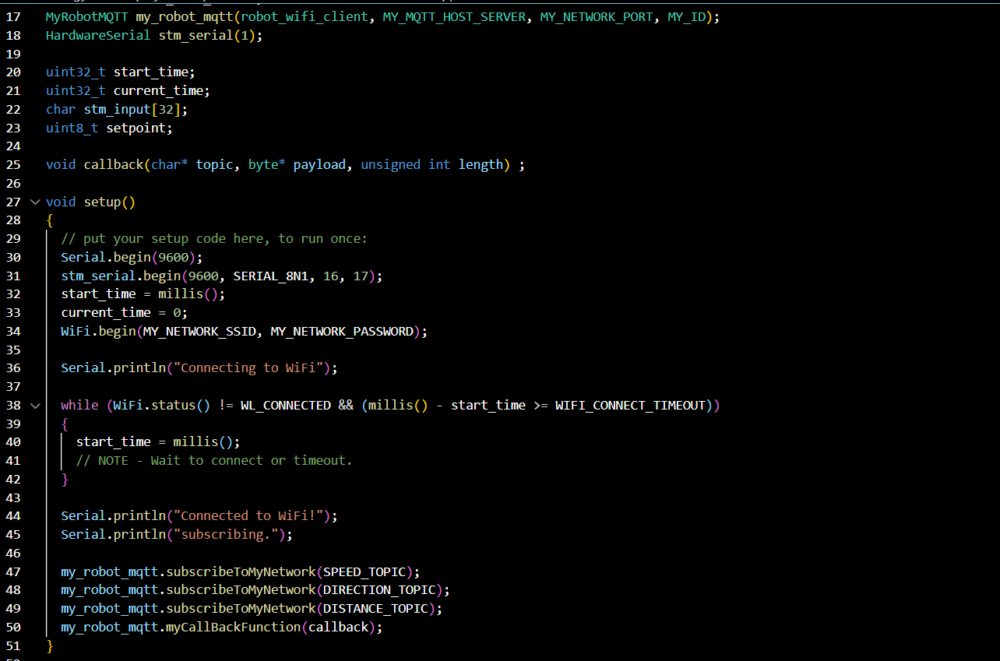 17 MyRobotMQTT my_robot_mqtt(robot_wifi_client, MY_MQTT_HOST_SERVER, MY_NETWORK_PORT, MY_ID);
18 HardwareSerial stm_serial(1);
19
20 uint32_t start_time;
21 uint32_t current_time;
22 char stm_input[32];
23 uint8_t setpoint;
24
25 void callback(char* topic, byte* payload, unsigned int length) ;
26
27 void setup()
28 {
29 // put your setup code here, to run once:
30 Serial.begin(9600);
31 stm_serial.begin(9600, SERIAL_8N1, 16, 17);
32 start_time = millis();
33 current_time = 0;
34 WiFi.begin(MY_NETWORK_SSID, MY_NETWORK_PASSWORD);
35
36 Serial.println("Connecting to WiFi");
37
38 while (WiFi.status() != WL_CONNECTED && (millis() - start_time >= WIFI_CONNECT_TIMEOUT))
39 {
40 start_time = millis();
41 // NOTE - Wait to connect or timeout.
42 }
43
44 Serial.println("Connected to WiFi!");
45 Serial.println("subscribing.");
46
47 my_robot_mqtt.subscribeToMyNetwork(SPEED_TOPIC);
48 my_robot_mqtt.subscribeToMyNetwork(DIRECTION_TOPIC);
49 my_robot_mqtt.subscribeToMyNetwork(DISTANCE_TOPIC);
50 my_robot_mqtt.myCallBackFunction(callback);
51 }